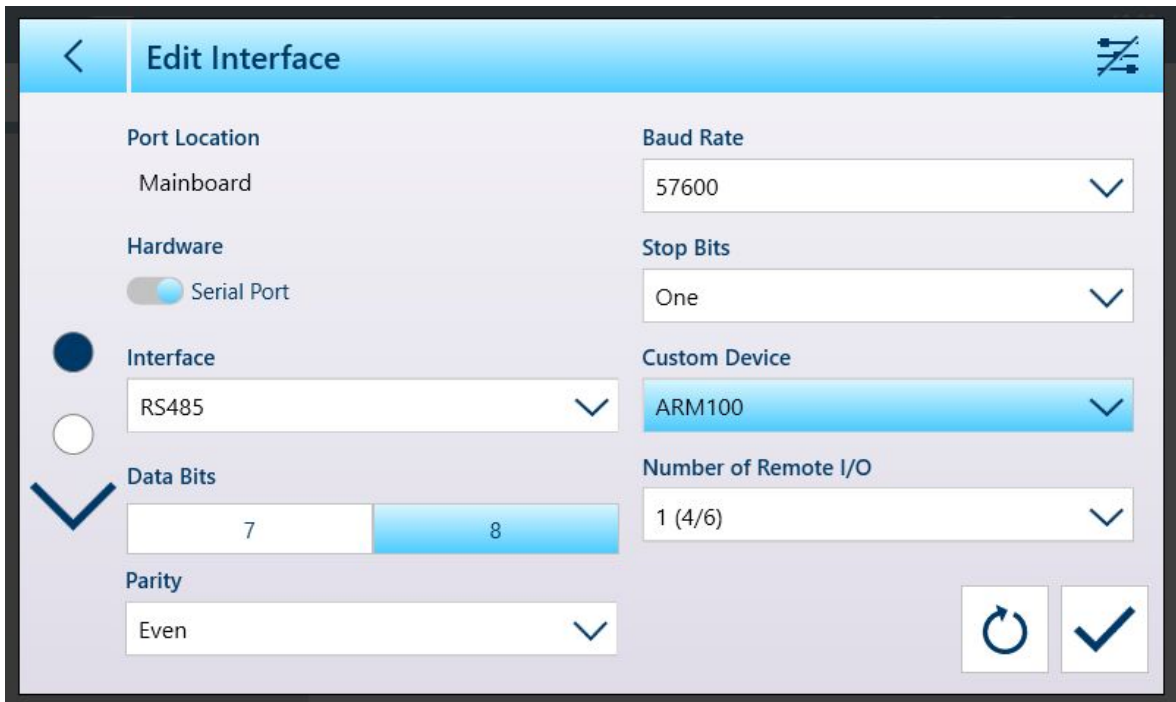 Edit Interface
Port Location
Mainboard
Hardware
Serial Port
Interface
RS485
Data Bits
7
8
Parity
Even
Baud Rate
57600
Stop Bits
One
Custom Device
ARM100
Number of Remote I/O
1 (4/6)